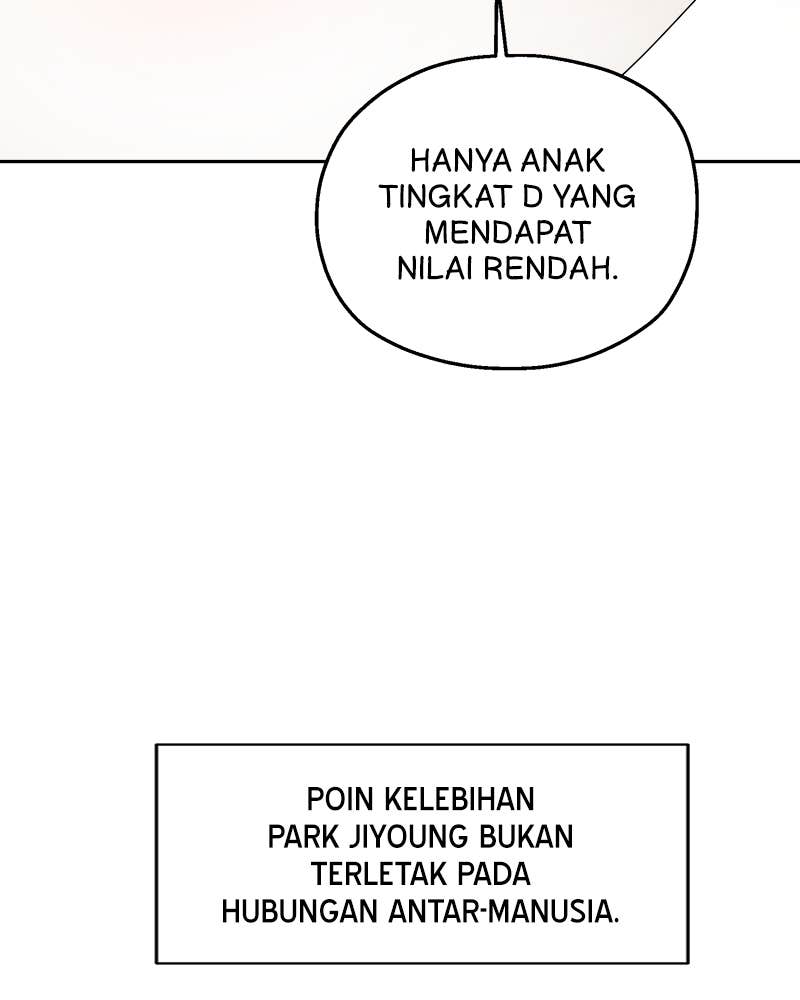 HANYA ANAK
TINGKAT D YANG
MENDAPAT
NILAI RENDAH.
POIN KELEBIHAN
PARK JIYOUNG BUKAN
TERLETAK PADA
HUBUNGAN ANTAR-MANUSIA.